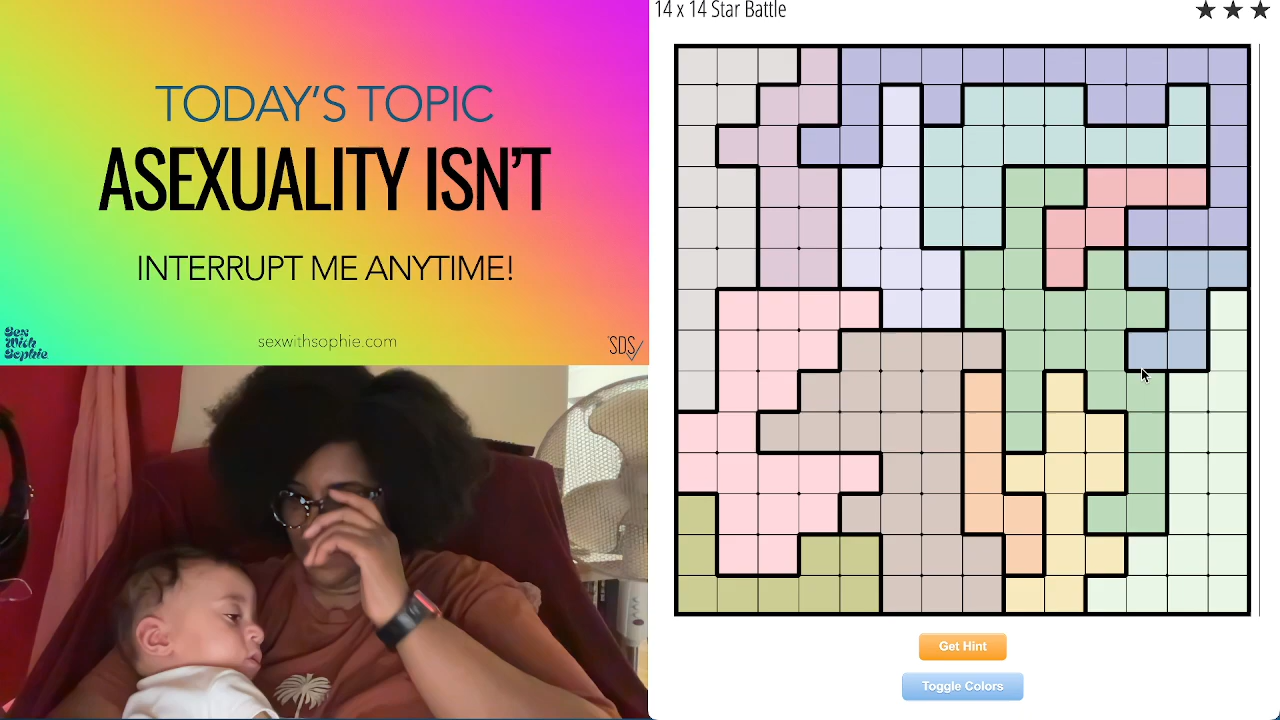 14 x 14 Star Battle
TODAY'S TOPIC
ASEXUALITY ISN'T
INTERRUPT ME ANYTIME!
Sex
With
Sophie
sexwithsophie.com
SDS
Get Hint
Toggle Colors